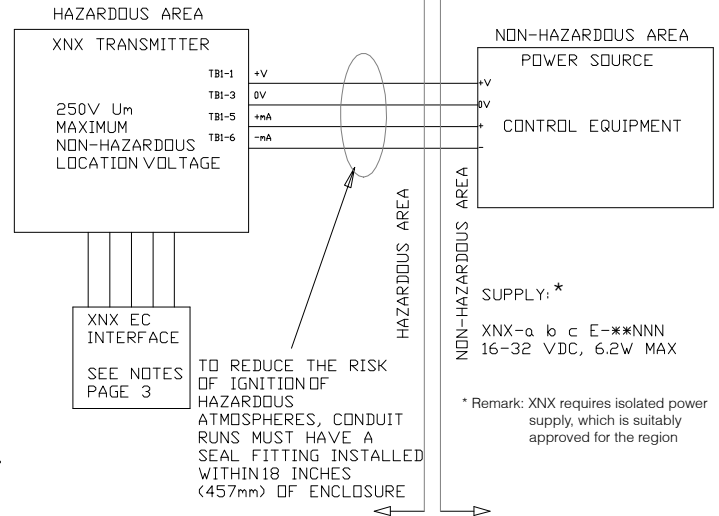 HAZARDOUS AREA
XNX TRANSMITTER
TB1-1 +V
TB1-3 0V
TB1-5 +mA
TB1-6 -mA
250V Um
MAXIMUM
NON-HAZARDOUS
LOCATION VOLTAGE
NON-HAZARDOUS AREA
POWER SOURCE
+V
0V
+
-
CONTROL EQUIPMENT
XNX EC
INTERFACE
SEE NOTES
PAGE 3
TO REDUCE THE RISK
OF IGNITION OF
HAZARDOUS
ATMOSPHERES, CONDUIT
RUNS MUST HAVE A
SEAL FITTING INSTALLED
WITHIN 18 INCHES
(457mm) OF ENCLOSURE
HAZARDOUS AREA
NON-HAZARDOUS AREA
SUPPLY: *
XNX-a b c E-**NNN
16-32 VDC, 6.2W MAX
* Remark: XNX requires isolated power
supply, which is suitably
approved for the region